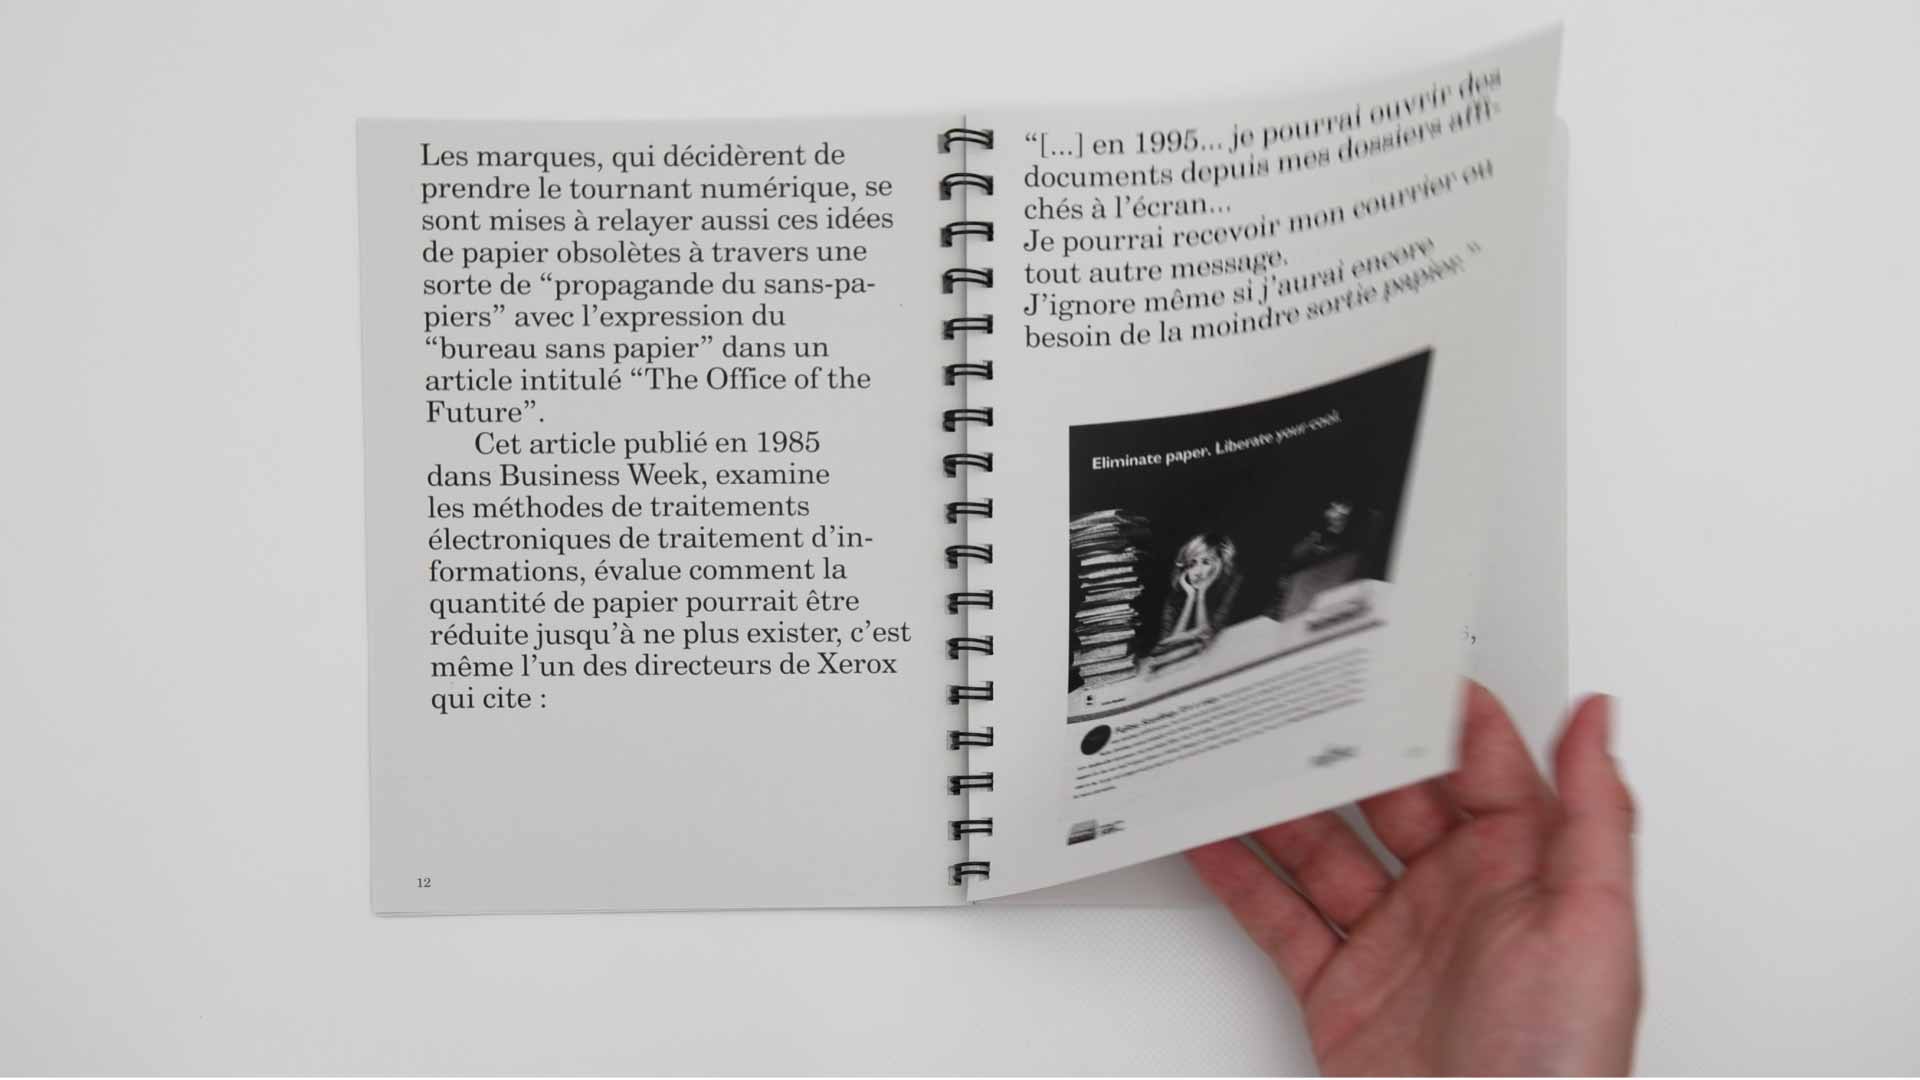 Les marques, qui décidèrent de
prendre le tournant numérique, se
sont mises à relayer aussi ces idées
de papier obsolètes à travers une
sorte de “propagande du sans-pa-
piers” avec l’expression du
“bureau sans papier” dans un
article intitulé “The Office of the
Future”.
Cet article publié en 1985
dans Business Week, examine
les méthodes de traitements
électroniques de traitement d’in-
formations, évalue comment la
quantité de papier pourrait être
réduite jusqu’à ne plus exister, c’est
même l’un des directeurs de Xerox
qui cite :
12
“[...] en 1995... je pourrai ouvrir des
documents depuis mes dossiers affi-
chés à l’écran...
Je pourrai recevoir mon courrier ou
tout autre message.
J’ignore même si j’aurai encore
besoin de la moindre sortie papier.”
Eliminate paper. Liberate your cool.